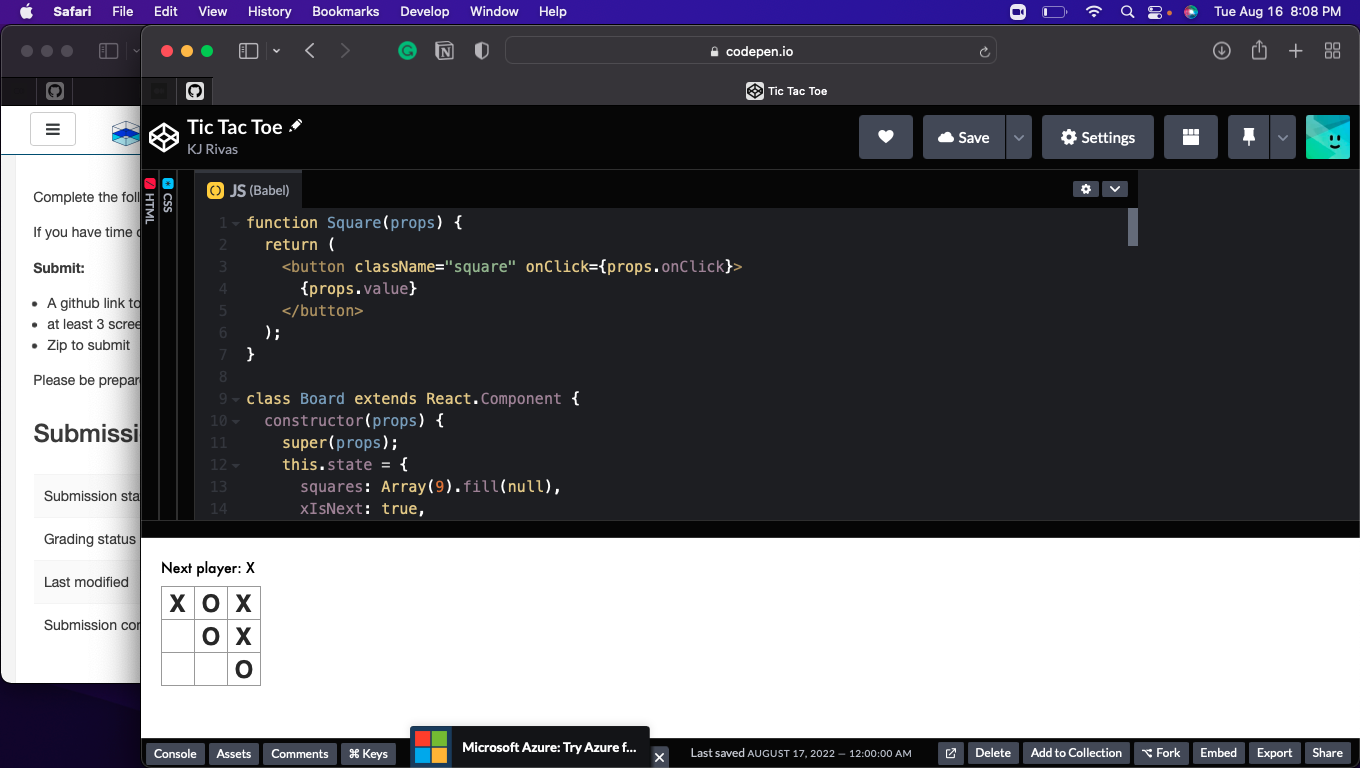 Safari File Edit View History Bookmarks Develop Window Help Tue Aug 16 8:08 PM
codepen.io
Tic Tac Toe
Complete the foll
If you have time
Submit:
A github link to
at least 3 scree
Zip to submit
Please be prepar
Submissi
Submission sta
Grading status
Last modified
Submission cor
Tic Tac Toe
KJ Rivas
Save
Settings
HTML
CSS
JS (Babel)
1 function Square(props) {
2 return (
3 <button className="square" onClick={props.onClick}>
4 {props.value}
5 </button>
6 );
7 }
8
9 class Board extends React.Component {
10 constructor(props) {
11 super(props);
12 this.state = {
13 squares: Array(9).fill(null),
14 xIsNext: true,
Next player: X
X O X
O X
O
Console Assets Comments ⌘ Keys
Microsoft Azure: Try Azure f...
Last saved AUGUST 17, 2022 — 12:00:00 AM
Delete Add to Collection ⌥ Fork Embed Export Share